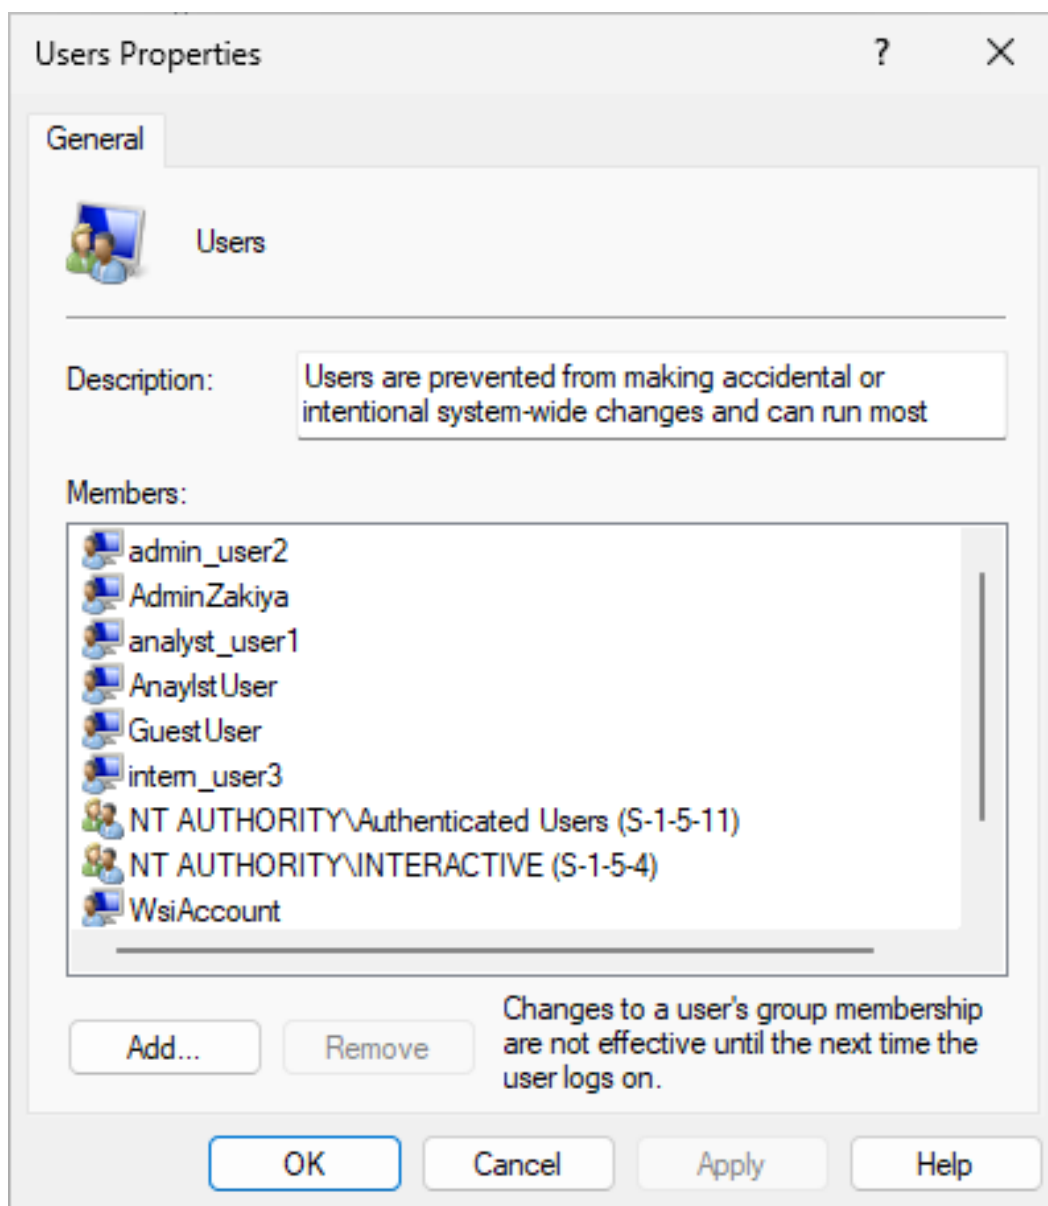 Users Properties
?
General
Users
Description:
Users are prevented from making accidental or
intentional system-wide changes and can run most
Members:
admin_user2
AdminZakiya
analyst_user1
AnaylstUser
GuestUser
intern_user3
NT AUTHORITY\Authenticated Users (S-1-5-11)
NT AUTHORITY\INTERACTIVE (S-1-5-4)
WsiAccount
Add...
Remove
Changes to a user's group membership
are not effective until the next time the
user logs on.
OK
Cancel
Apply
Help